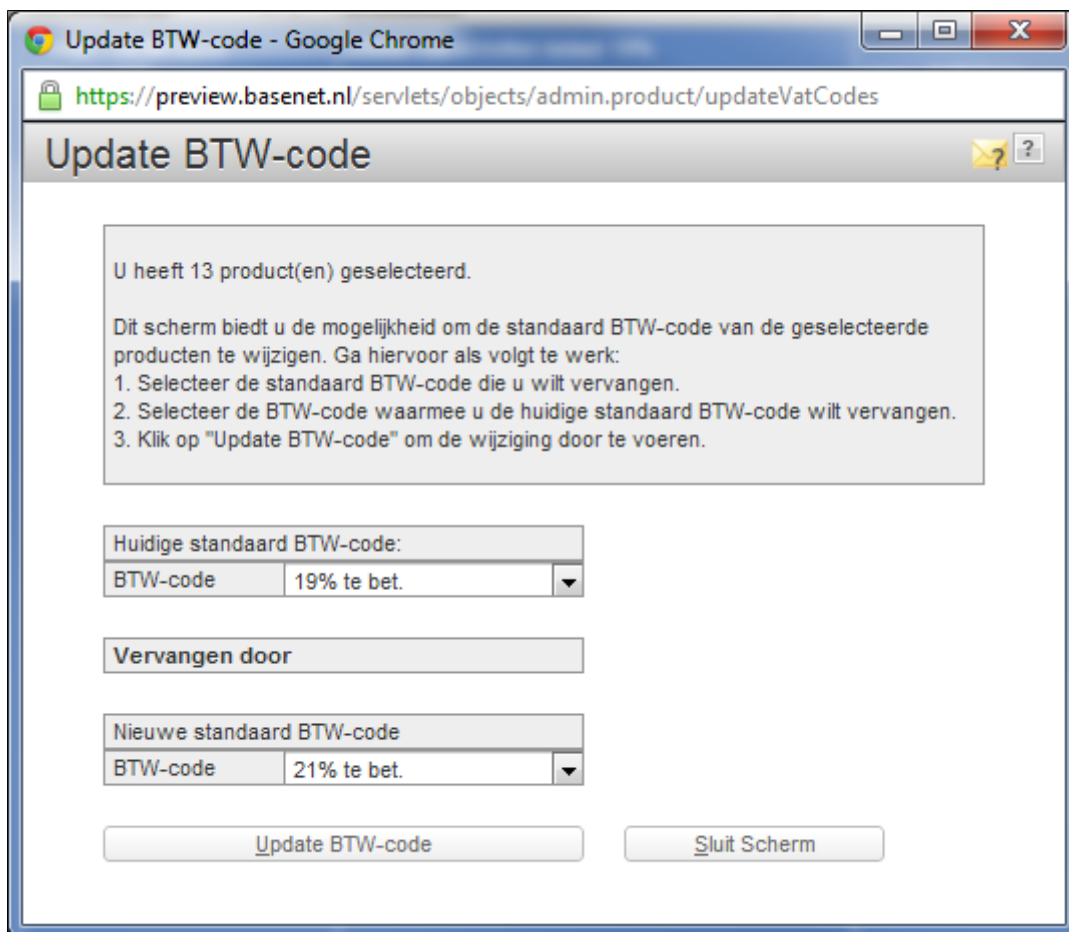 Update BTW-code - Google Chrome
https://preview.basenet.nl/servlets/objects/admin.product/updateVatCodes
Update BTW-code
?
?
U heeft 13 product(en) geselecteerd.
Dit scherm biedt u de mogelijkheid om de standaard BTW-code van de geselecteerde
producten te wijzigen. Ga hiervoor als volgt te werk:
1. Selecteer de standaard BTW-code die u wilt vervangen.
2. Selecteer de BTW-code waarmee u de huidige standaard BTW-code wilt vervangen.
3. Klik op "Update BTW-code" om de wijziging door te voeren.
Huidige standaard BTW-code:
BTW-code 19% te bet.
Vervangen door
Nieuwe standaard BTW-code
BTW-code 21% te bet.
Update BTW-code Sluit Scherm